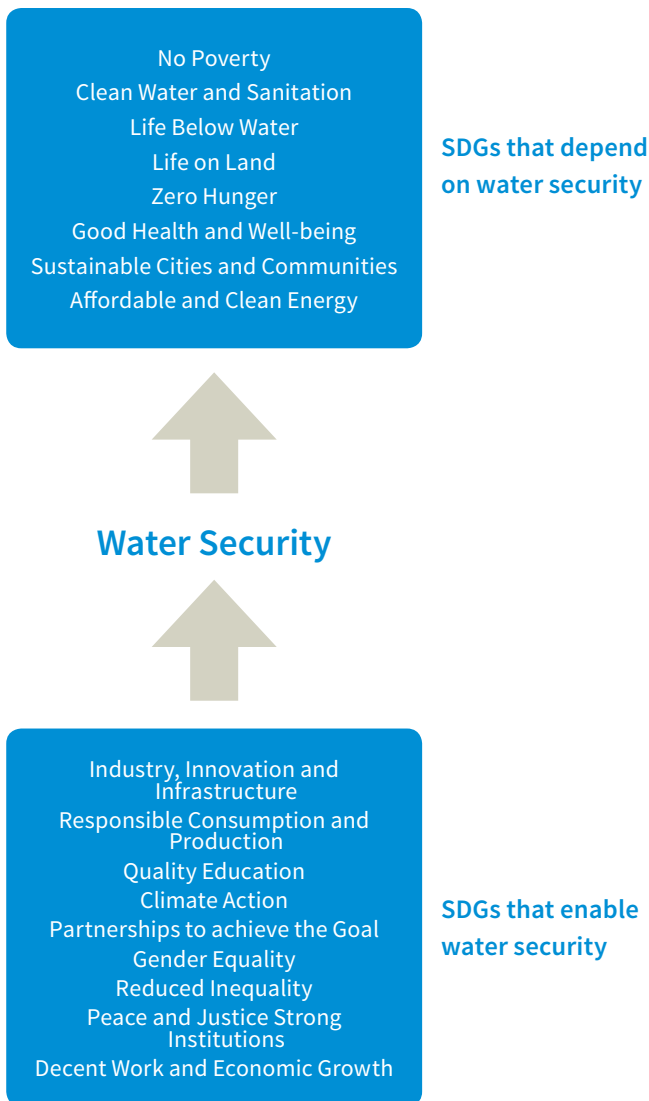 No Poverty
Clean Water and Sanitation
Life Below Water
Life on Land
Zero Hunger
Good Health and Well-being
Sustainable Cities and Communities
Affordable and Clean Energy
SDGs that depend
on water security
Water Security
Industry, Innovation and
Infrastructure
Responsible Consumption and
Production
Quality Education
Climate Action
Partnerships to achieve the Goal
Gender Equality
Reduced Inequality
Peace and Justice Strong
Institutions
Decent Work and Economic Growth
SDGs that enable
water security